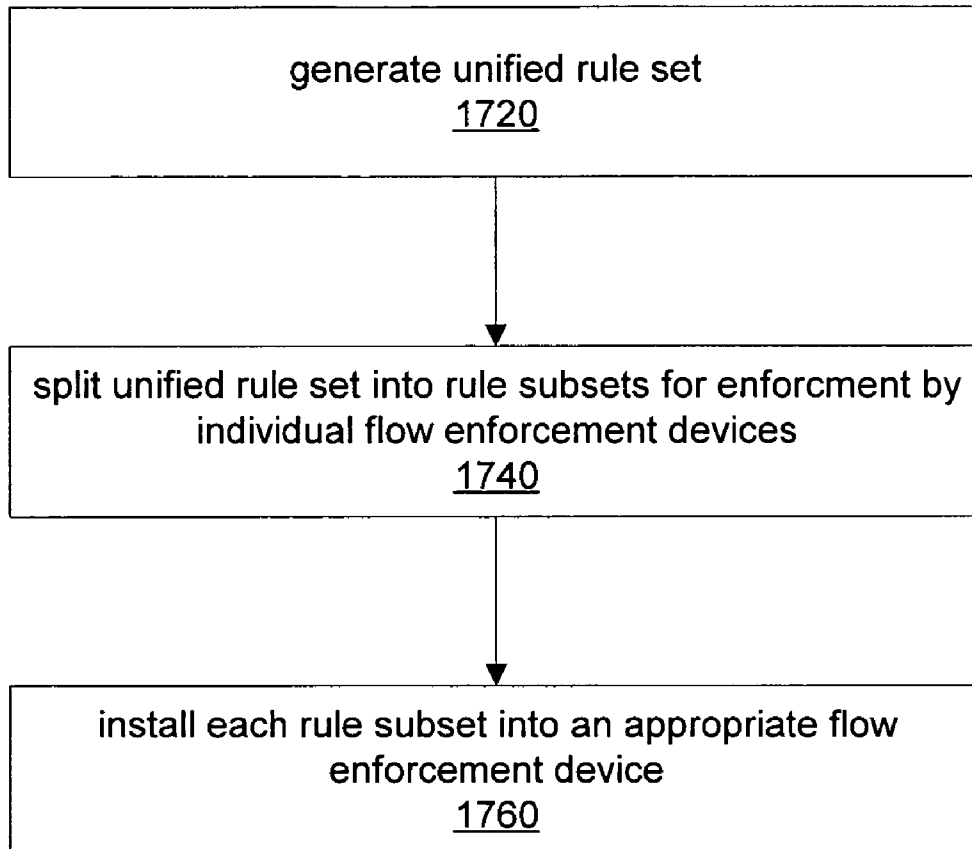 generate unified rule set
1720
split unified rule set into rule subsets for enforcment by
individual flow enforcement devices
1740
install each rule subset into an appropriate flow
enforcement device
1760